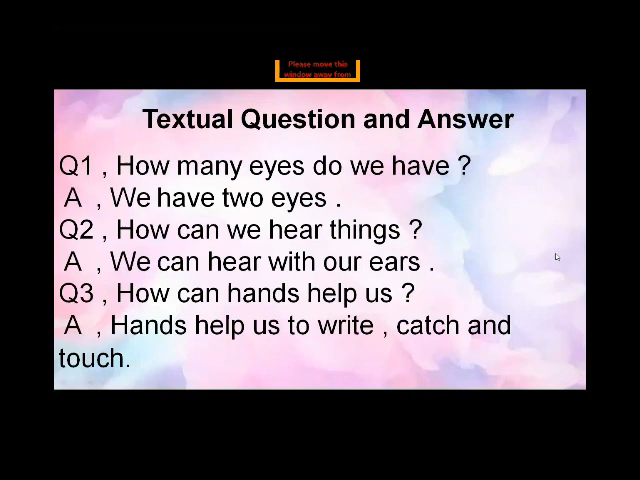 Please move this
window away from
Textual Question and Answer
Q1 , How many eyes do we have ?
A , We have two eyes .
Q2 , How can we hear things ?
A , We can hear with our ears .
Q3 , How can hands help us ?
A , Hands help us to write , catch and
touch.